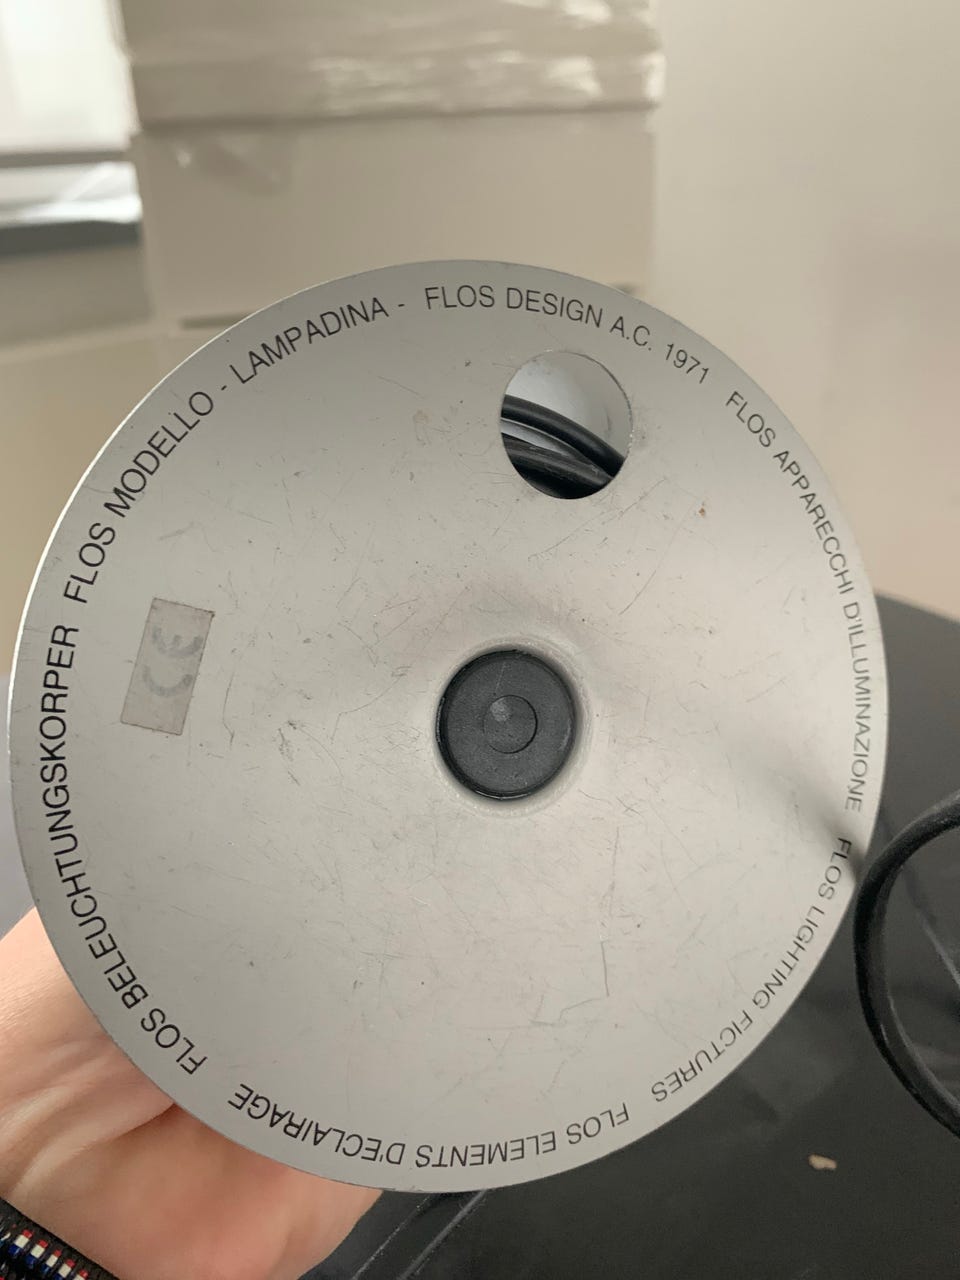 FLOS MODELLO - LAMPADINA - FLOS DESIGN A.C. 1971
FLOS APPARECCHI D'ILLUMINAZIONE
FLOS LIGHTING FICTURES
FLOS ELEMENTS D'ECLAIRAGE
FLOS BELEUCHTUNGSKORPER
CE